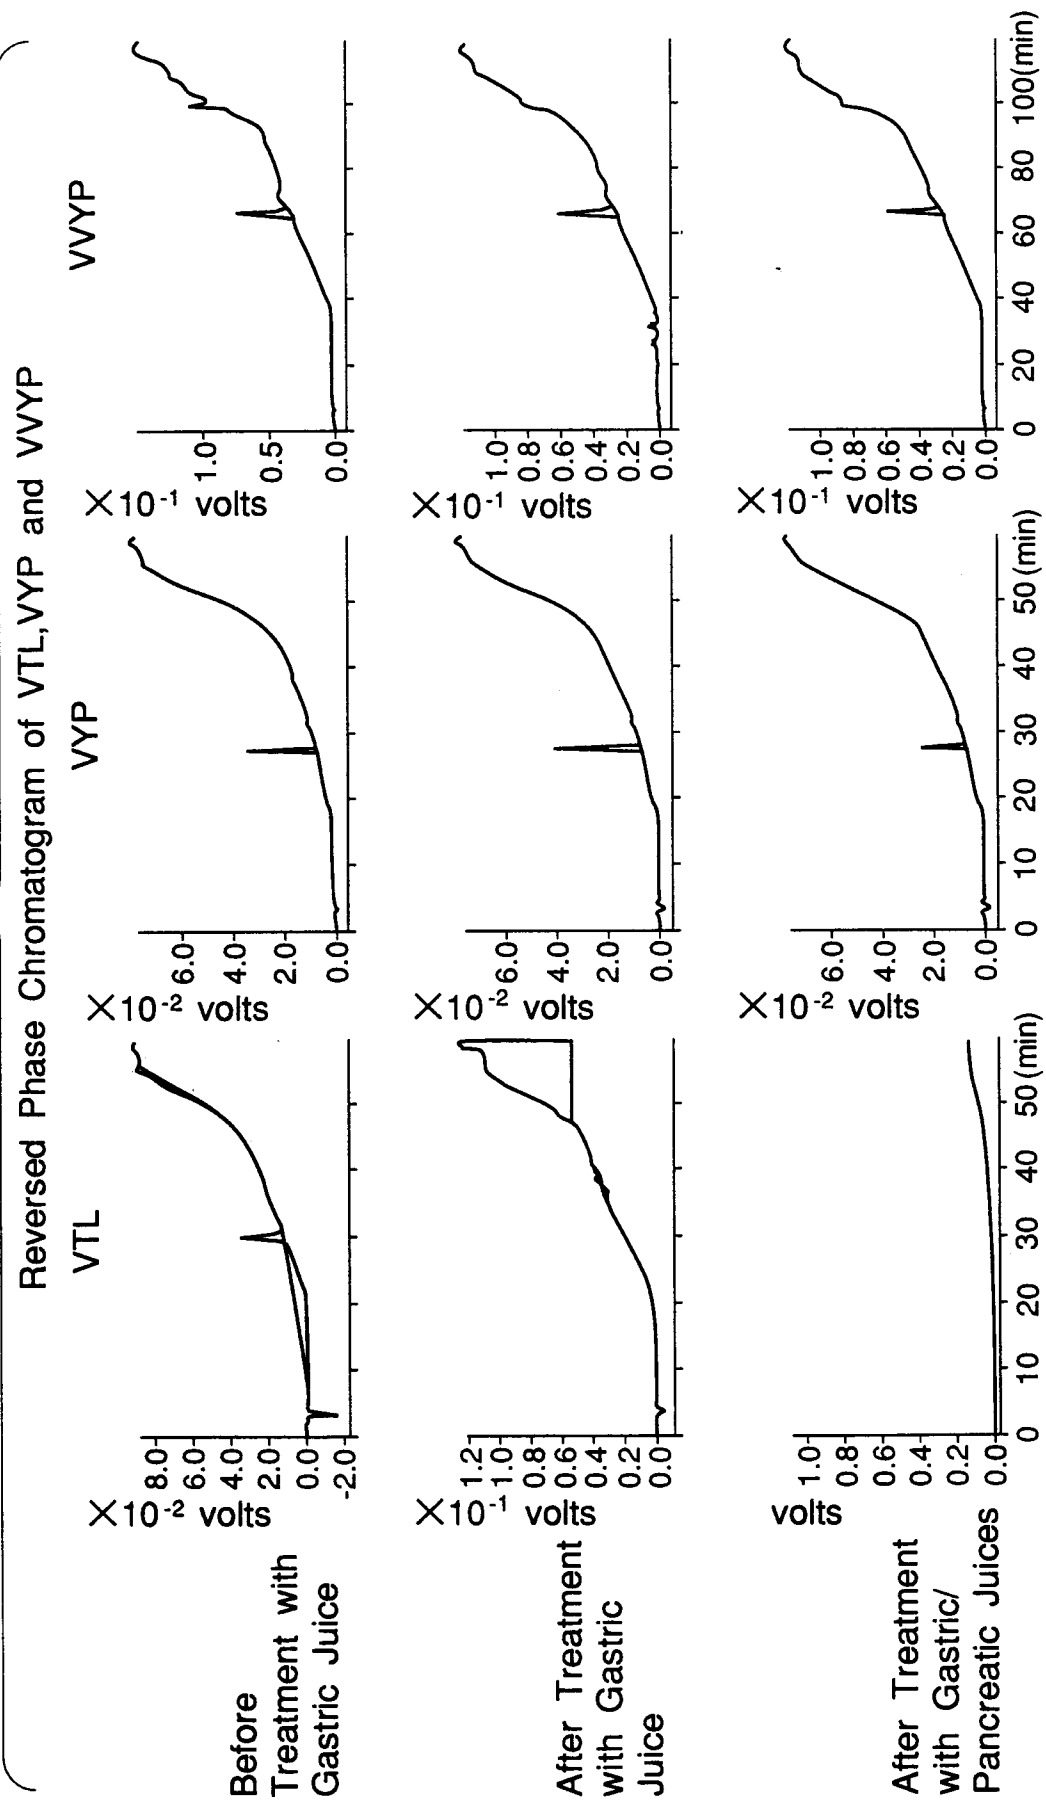 Reversed Phase Chromatogram of VTL,VYP and VVYP
VTL
VYP
VVYP
Before
Treatment with
Gastric Juice
×10⁻² volts
8.0
6.0
4.0
2.0
0.0
-2.0
×10⁻² volts
6.0
4.0
2.0
0.0
×10⁻¹ volts
1.0
0.5
0.0
After Treatment
with Gastric
Juice
×10⁻¹ volts
1.2
1.0
0.8
0.6
0.4
0.2
0.0
×10⁻² volts
6.0
4.0
2.0
0.0
×10⁻¹ volts
1.0
0.8
0.6
0.4
0.2
0.0
After Treatment
with Gastric/
Pancreatic Juices
volts
1.0
0.8
0.6
0.4
0.2
0.0
0 10 20 30 40 50 (min)
×10⁻² volts
6.0
4.0
2.0
0.0
0 10 20 30 40 50 (min)
×10⁻¹ volts
1.0
0.8
0.6
0.4
0.2
0.0
0 20 40 60 80 100 (min)